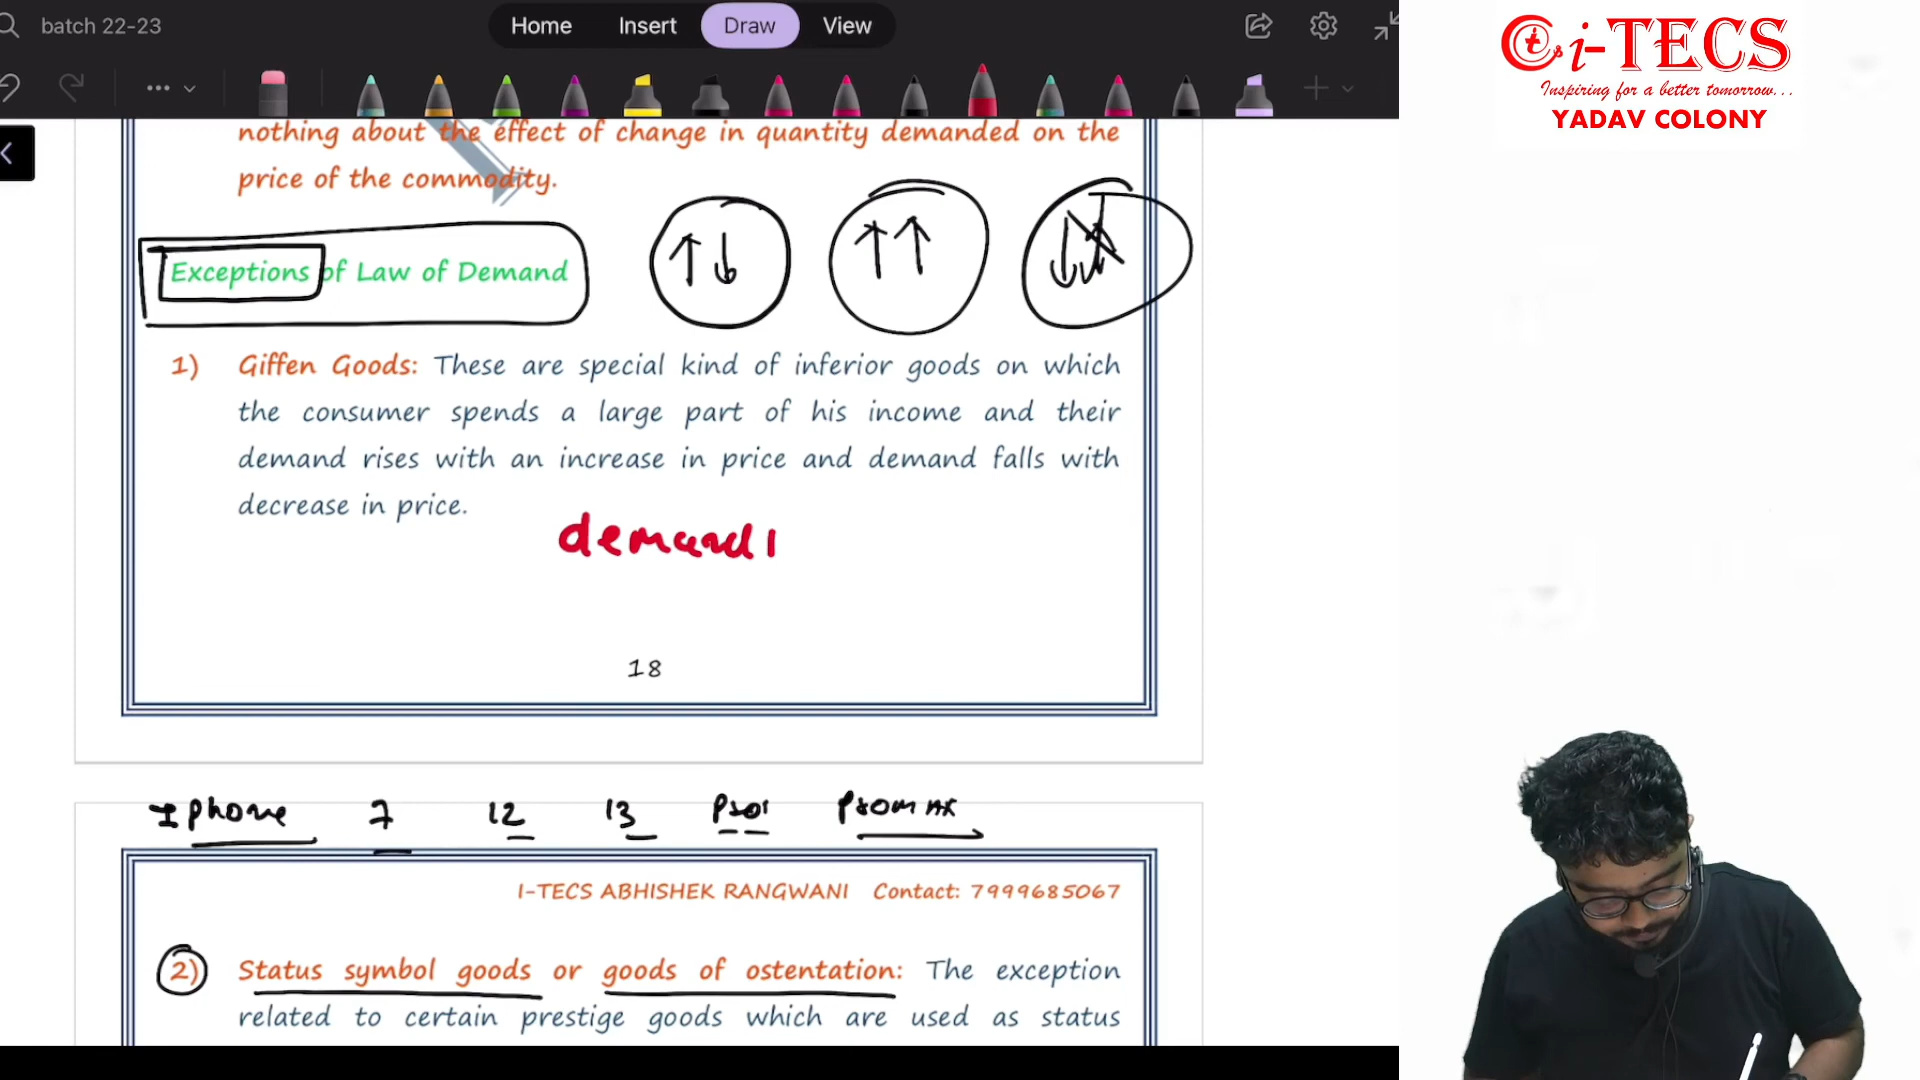 batch 22-23
Home Insert Draw View
i-TECS
Inspiring for a better tomorrow...
YADAV COLONY
nothing about the effect of change in quantity demanded on the
price of the commodity.
Exceptions of Law of Demand
1) Giffen Goods: These are special kind of inferior goods on which
the consumer spends a large part of his income and their
demand rises with an increase in price and demand falls with
decrease in price.
demand
18
I phone 7 12 13 Pro Promax
I-TECS ABHISHEK RANGWANI Contact: 7999685067
2) Status symbol goods or goods of ostentation: The exception
related to certain prestige goods which are used as status